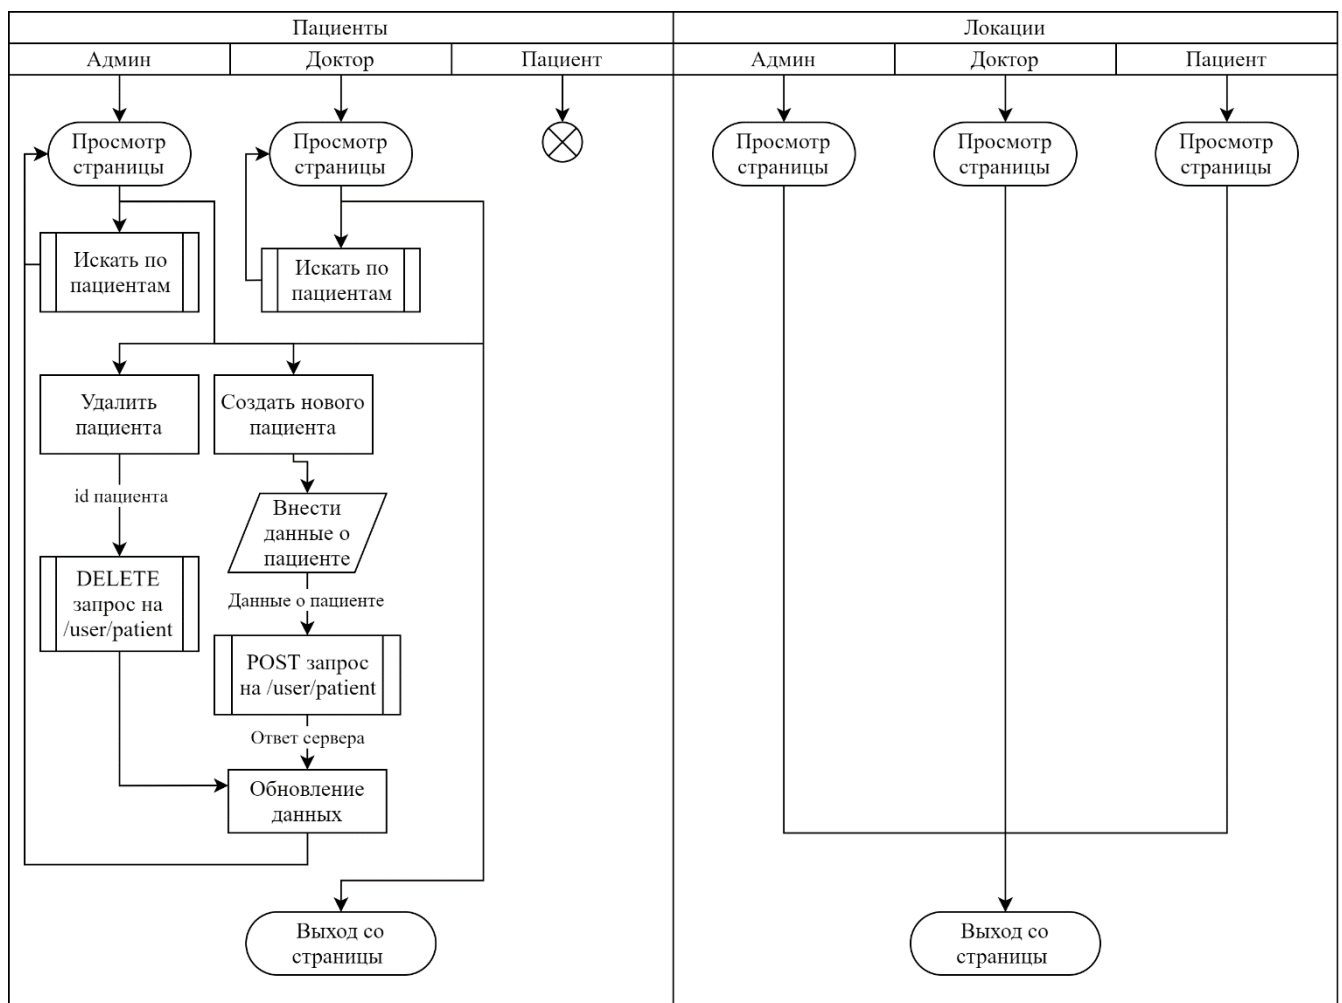 Пациенты
Локации
Админ
Доктор
Пациент
Админ
Доктор
Пациент
Просмотр
страницы
Просмотр
страницы
Просмотр
страницы
Просмотр
страницы
Просмотр
страницы
Искать по
пациентам
Искать по
пациентам
Удалить
пациента
Создать нового
пациента
id пациента
Внести
данные о
пациенте
DELETE
запрос на
/user/patient
Данные о пациенте
POST запрос
на /user/patient
Ответ сервера
Обновление
данных
Выход со
страницы
Выход со
страницы